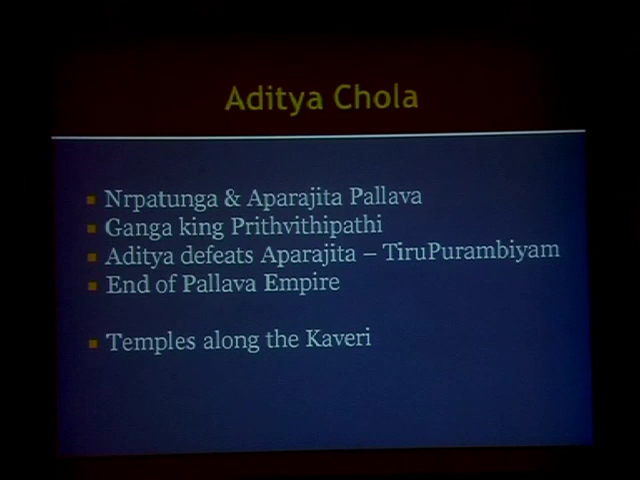 Aditya Chola
Nrpatunga & Aparajita Pallava
Ganga king Prithvithipathi
Aditya defeats Aparajita – TiruPurambiyam
End of Pallava Empire
Temples along the Kaveri